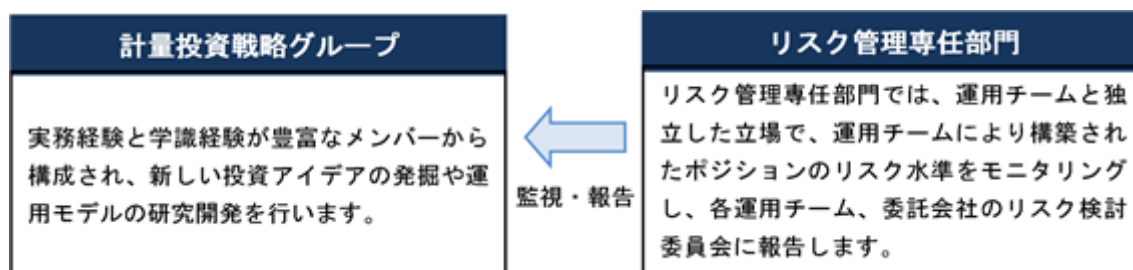 計量投資戦略グループ
実務経験と学識経験が豊富なメンバーから
構成され、新しい投資アイデアの発掘や運
用モデルの研究開発を行います。
監視・報告
リスク管理専任部門
リスク管理専任部門では、運用チームと独
立した立場で、運用チームにより構築され
たポジションのリスク水準をモニタリング
し、各運用チーム、委託会社のリスク検討
委員会に報告します。